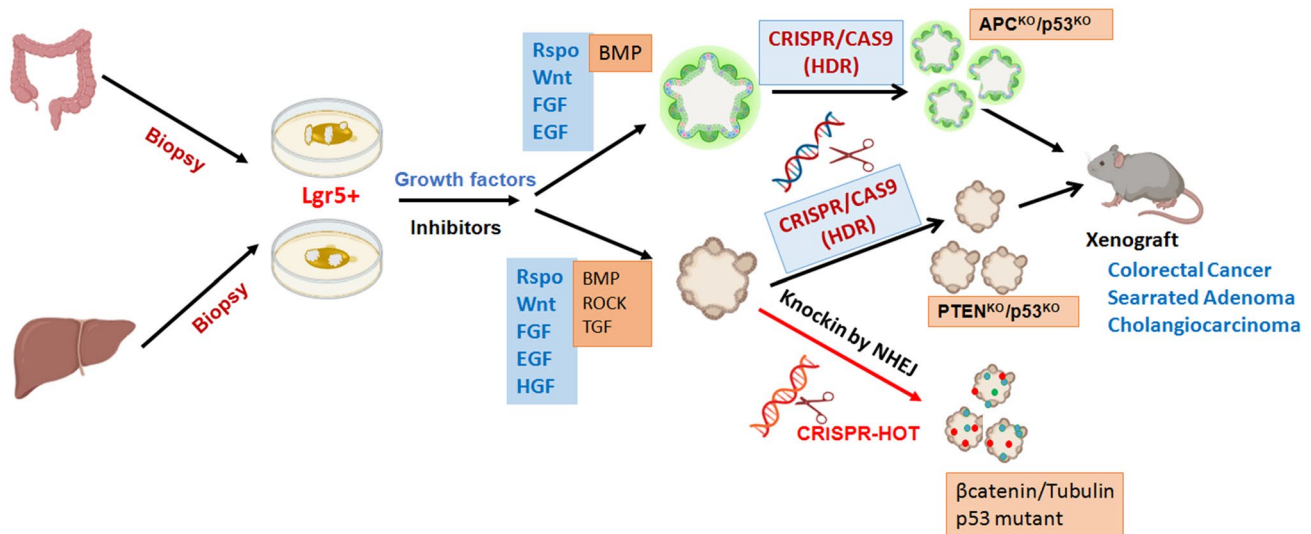 Biopsy
Biopsy
Lgr5+
Growth factors
Inhibitors
Rspo
Wnt
FGF
EGF
BMP
Rspo
Wnt
FGF
EGF
HGF
BMP
ROCK
TGF
CRISPR/CAS9
(HDR)
APCKO/p53KO
CRISPR/CAS9
(HDR)
PTENKO/p53KO
Knockin by NHEJ
CRISPR-HOT
βcatenin/Tubulin
p53 mutant
Xenograft
Colorectal Cancer
Searrated Adenoma
Cholangiocarcinoma